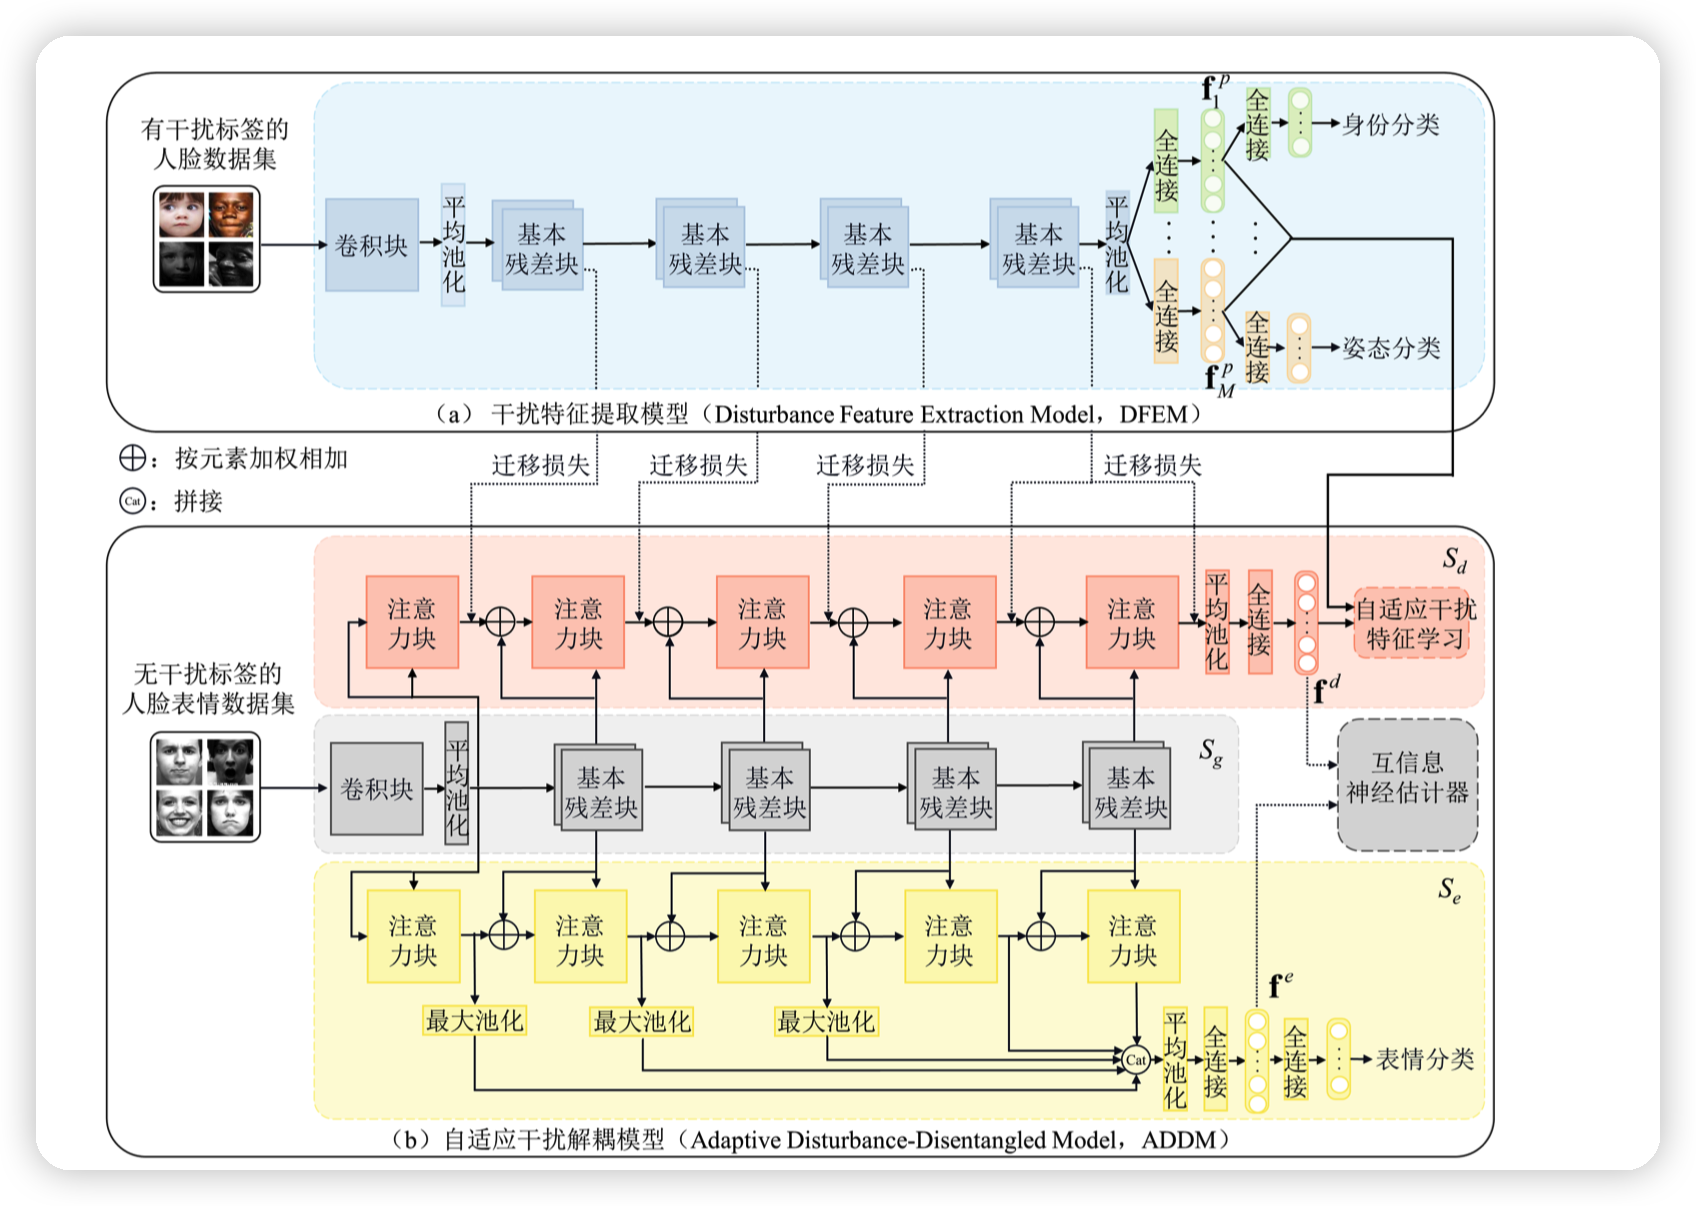 有干扰标签的
人脸数据集
卷积块
平均池化
基本
残差块
基本
残差块
基本
残差块
基本
残差块
平均池化
全连接
f₁ᵖ
全连接
身份分类
全连接
f_Mᵖ
全连接
姿态分类
（a） 干扰特征提取模型（Disturbance Feature Extraction Model，DFEM）
⊕：按元素加权相加
Cat：拼接
迁移损失
迁移损失
迁移损失
迁移损失
S_d
注意
力块
注意
力块
注意
力块
注意
力块
注意
力块
平均池化
全连接
f^d
自适应干扰
特征学习
无干扰标签的
人脸表情数据集
卷积块
平均池化
基本
残差块
基本
残差块
基本
残差块
基本
残差块
S_g
互信息
神经估计器
S_e
注意
力块
注意
力块
注意
力块
注意
力块
注意
力块
最大池化
最大池化
最大池化
Cat
平均池化
全连接
f^e
全连接
表情分类
（b）自适应干扰解耦模型（Adaptive Disturbance-Disentangled Model，ADDM）